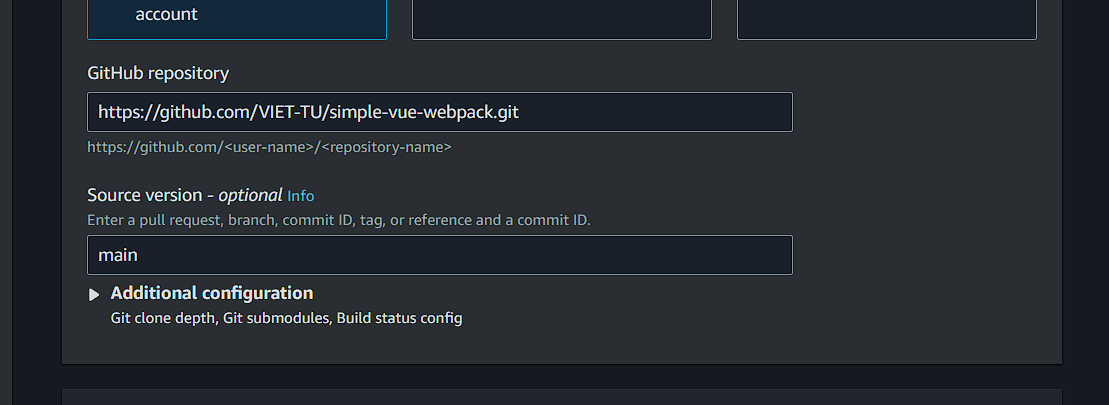 account
GitHub repository
https://github.com/VIET-TU/simple-vue-webpack.git
https://github.com/<user-name>/<repository-name>
Source version - optional Info
Enter a pull request, branch, commit ID, tag, or reference and a commit ID.
main
Additional configuration
Git clone depth, Git submodules, Build status config